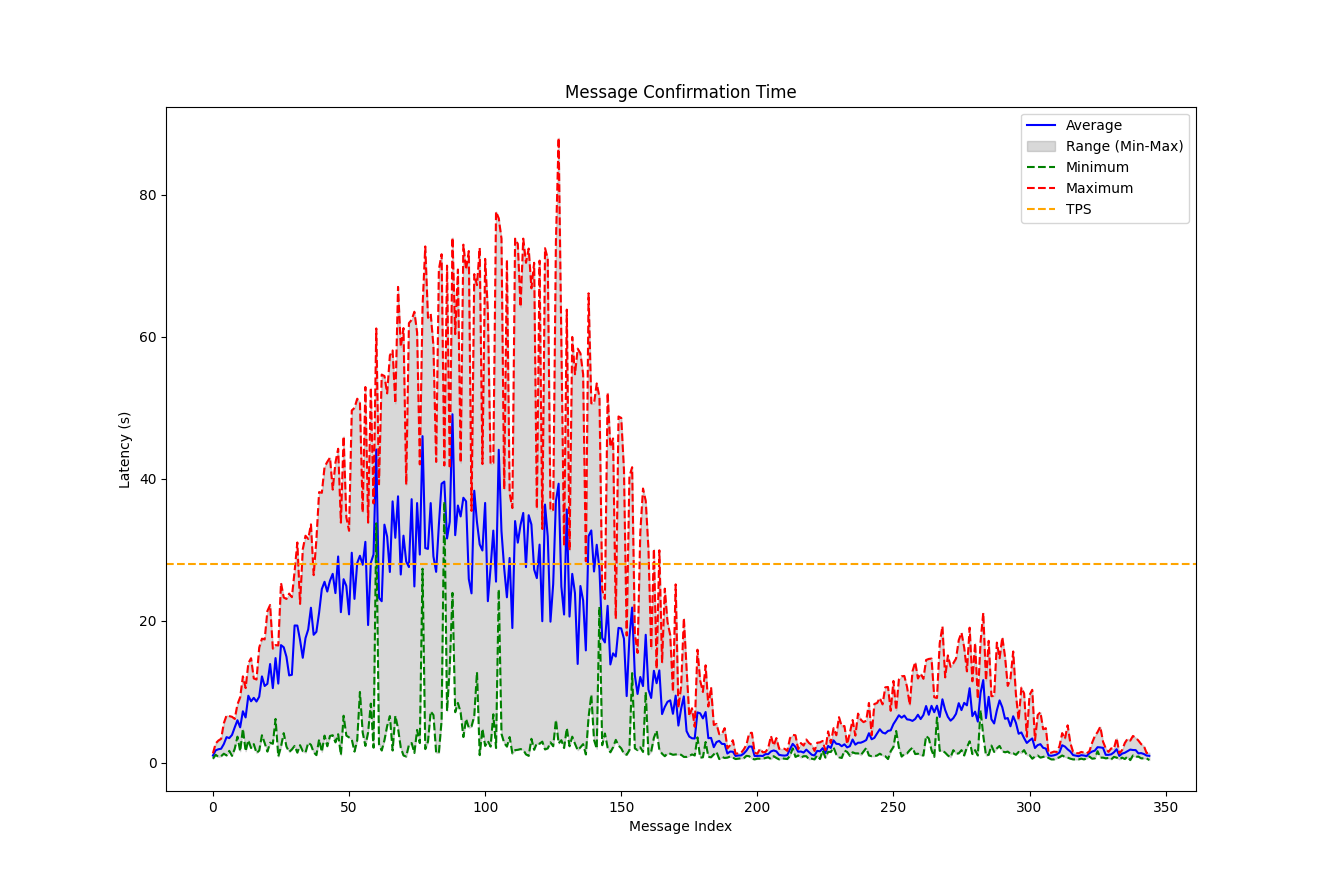 Message Confirmation Time
Average
Range (Min-Max)
Minimum
Maximum
TPS
Latency (s)
80
60
40
20
0
0 50 100 150 200 250 300 350
Message Index